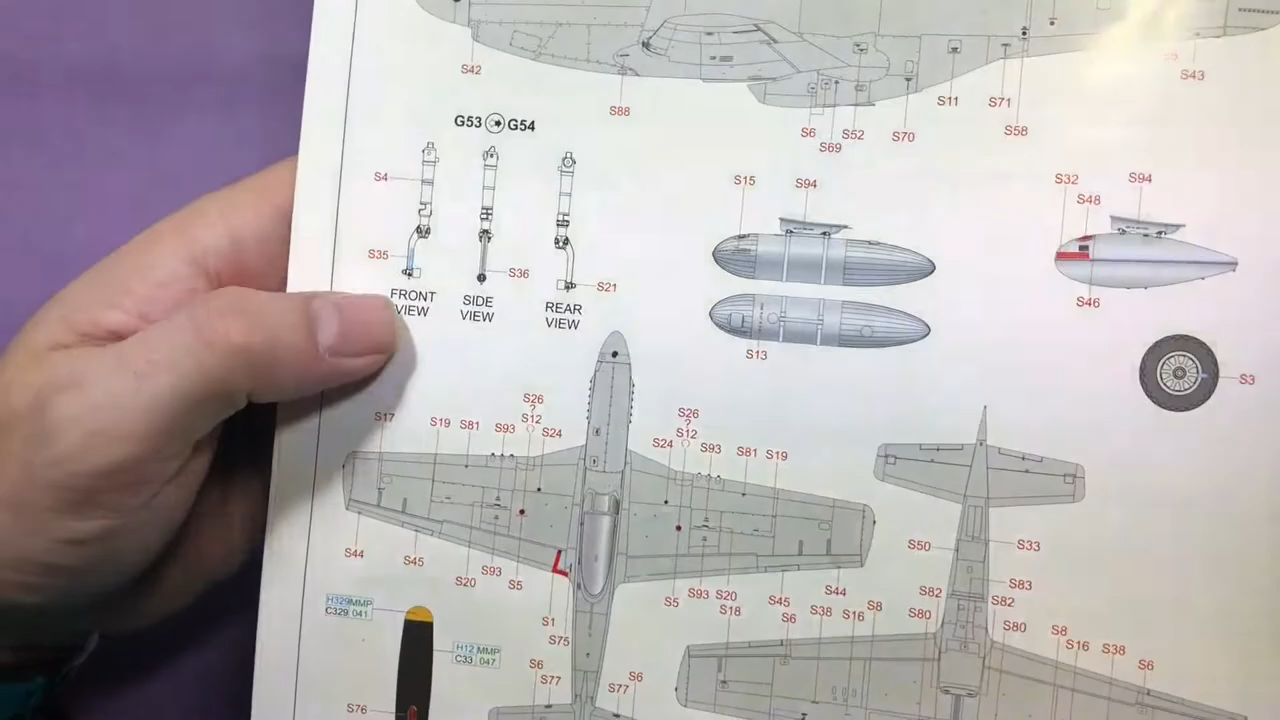 S42
S88
S6
S69
S52
S70
S11
S71
S58
S43
G53 G54
S4
S35
S36
S21
FRONT
VIEW
SIDE
VIEW
REAR
VIEW
S15
S94
S13
S32
S48
S94
S46
S3
S17
S19
S81
S93
S26
?
S12
S24
S24
S26
?
S12
S93
S81
S19
S44
S45
S20
S93
S5
S1
S75
S5
S93
S20
S18
S45
S44
S50
S33
S83
S82
S82
S80
S80
S6
S38
S16
S8
S8
S16
S38
S6
H329 MMP
C329 041
H12 MMP
C33 047
S76
S6
S77
S77
S6